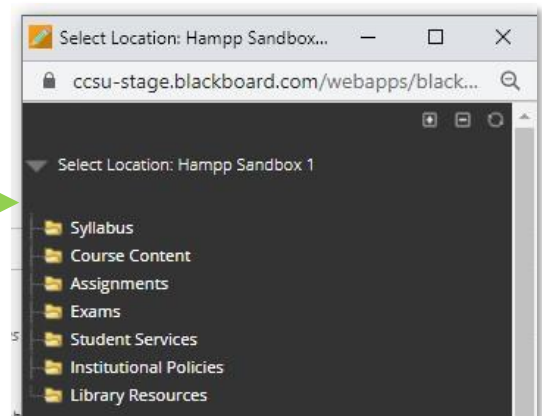 Select Location: Hampp Sandbox...
ccsu-stage.blackboard.com/webapps/black...
Select Location: Hampp Sandbox 1
Syllabus
Course Content
Assignments
Exams
Student Services
Institutional Policies
Library Resources